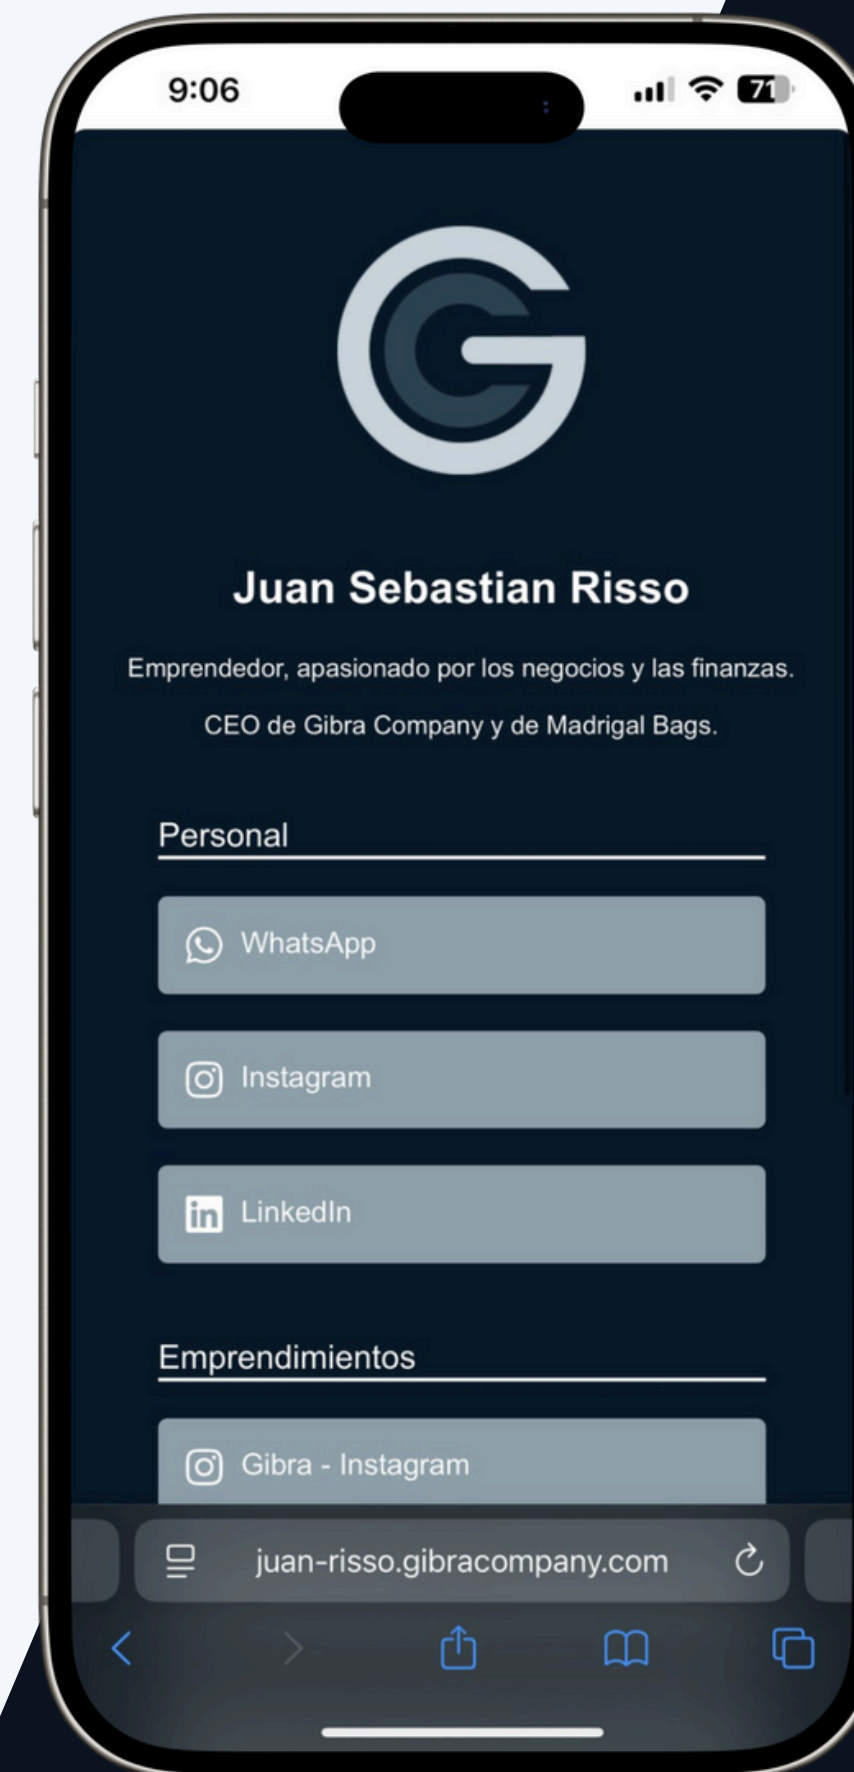 9:06
71
Juan Sebastian Risso
Emprendedor, apasionado por los negocios y las finanzas.
CEO de Gibra Company y de Madrigal Bags.
Personal
WhatsApp
Instagram
in LinkedIn
Emprendimientos
Gibra - Instagram
juan-risso.gibracompany.com